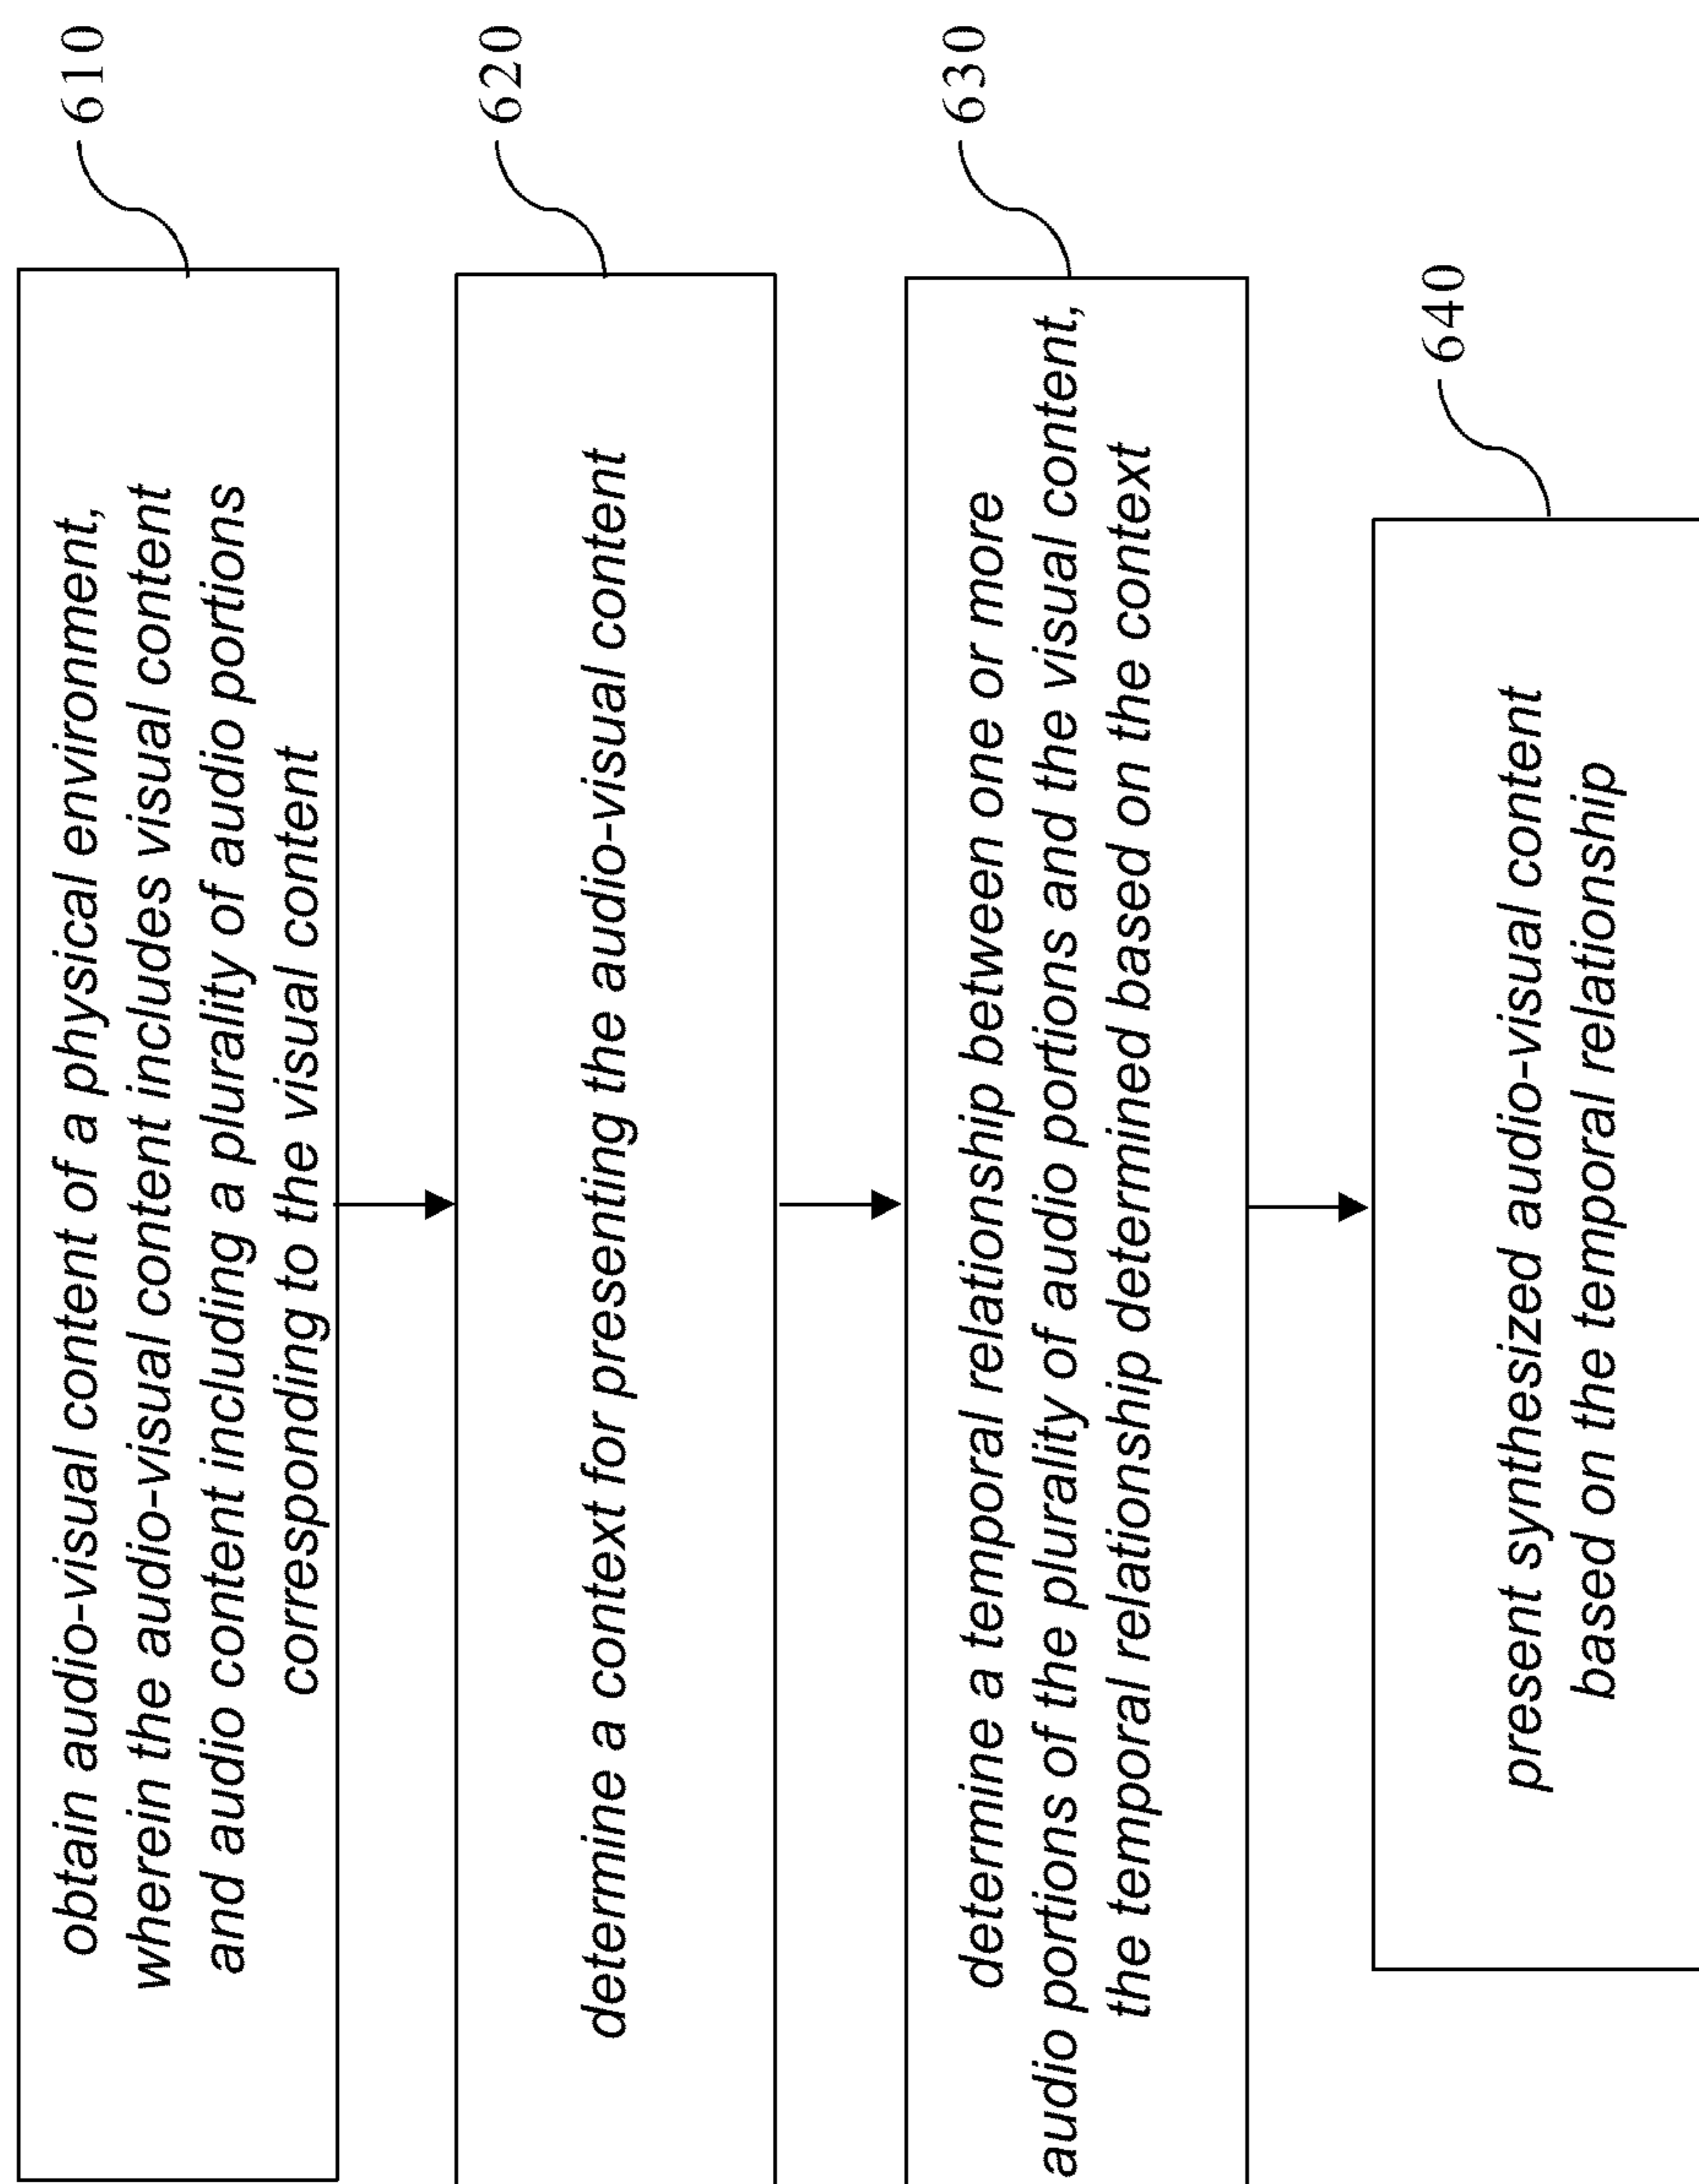 610
obtain audio-visual content of a physical environment,
wherein the audio-visual content includes visual content
and audio content including a plurality of audio portions
corresponding to the visual content
620
determine a context for presenting the audio-visual content
630
determine a temporal relationship between one or more
audio portions of the plurality of audio portions and the visual content,
the temporal relationship determined based on the context
640
present synthesized audio-visual content
based on the temporal relationship